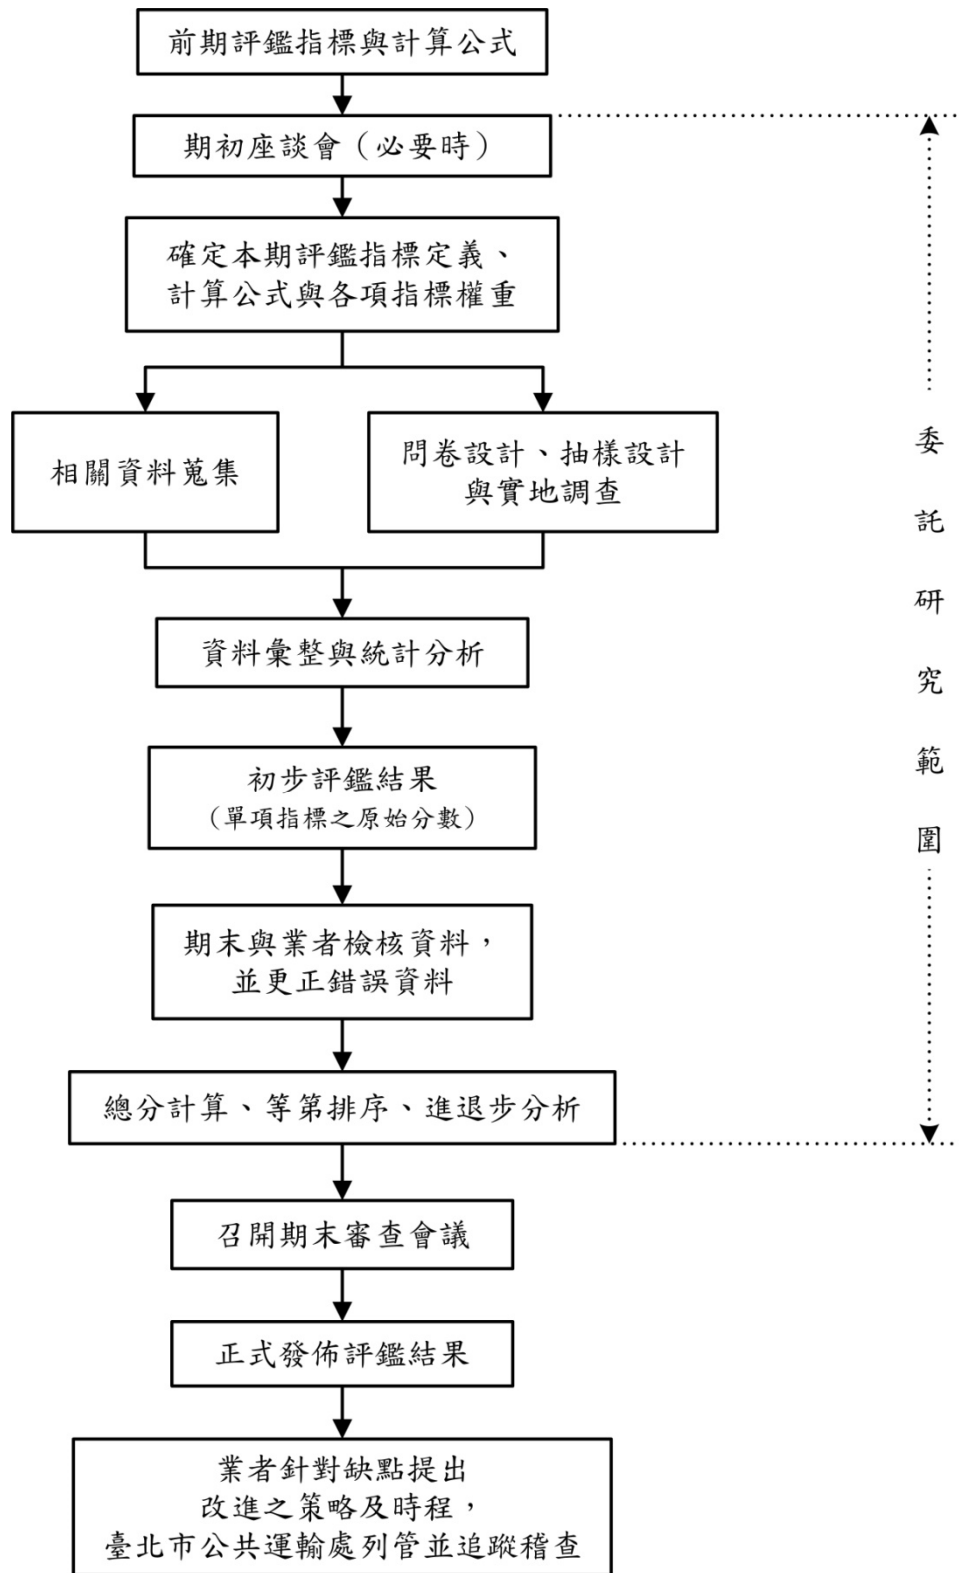 前期評鑑指標與計算公式
期初座談會（必要時）
確定本期評鑑指標定義、
計算公式與各項指標權重
相關資料蒐集
問卷設計、抽樣設計
與實地調查
資料彙整與統計分析
初步評鑑結果
（單項指標之原始分數）
期末與業者檢核資料，
並更正錯誤資料
總分計算、等第排序、進退步分析
召開期末審查會議
正式發佈評鑑結果
業者針對缺點提出
改進之策略及時程，
臺北市公共運輸處列管並追蹤稽查
委託研究範圍